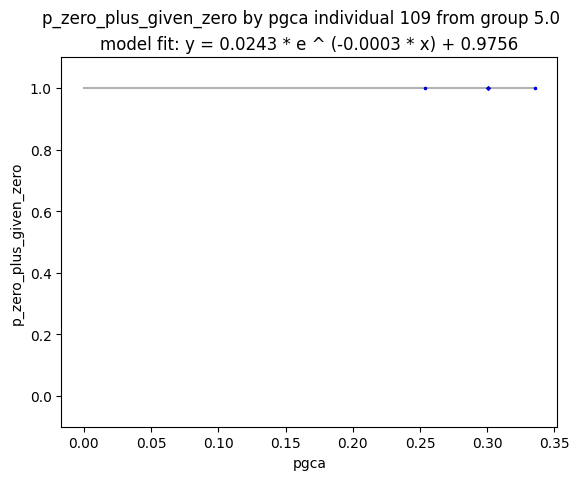 p_zero_plus_given_zero by pgca individual 109 from group 5.0
model fit: y = 0.0243 * e ^ (-0.0003 * x) + 0.9756
p_zero_plus_given_zero
1.0
0.8
0.6
0.4
0.2
0.0
0.00 0.05 0.10 0.15 0.20 0.25 0.30 0.35
pgca